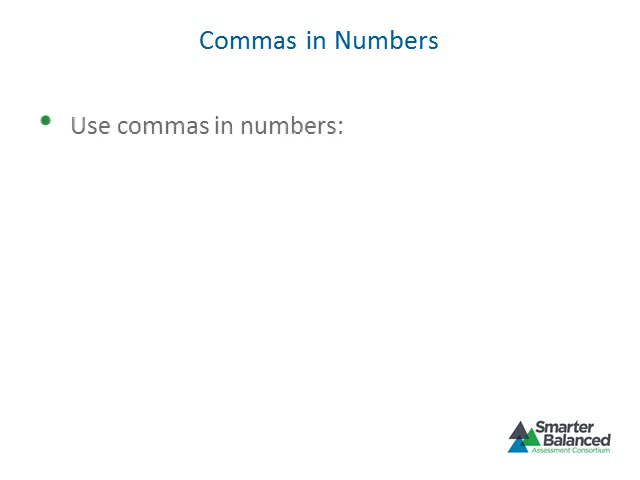 Commas in Numbers
Use commas in numbers:
Smarter
Balanced
Assessment Consortium